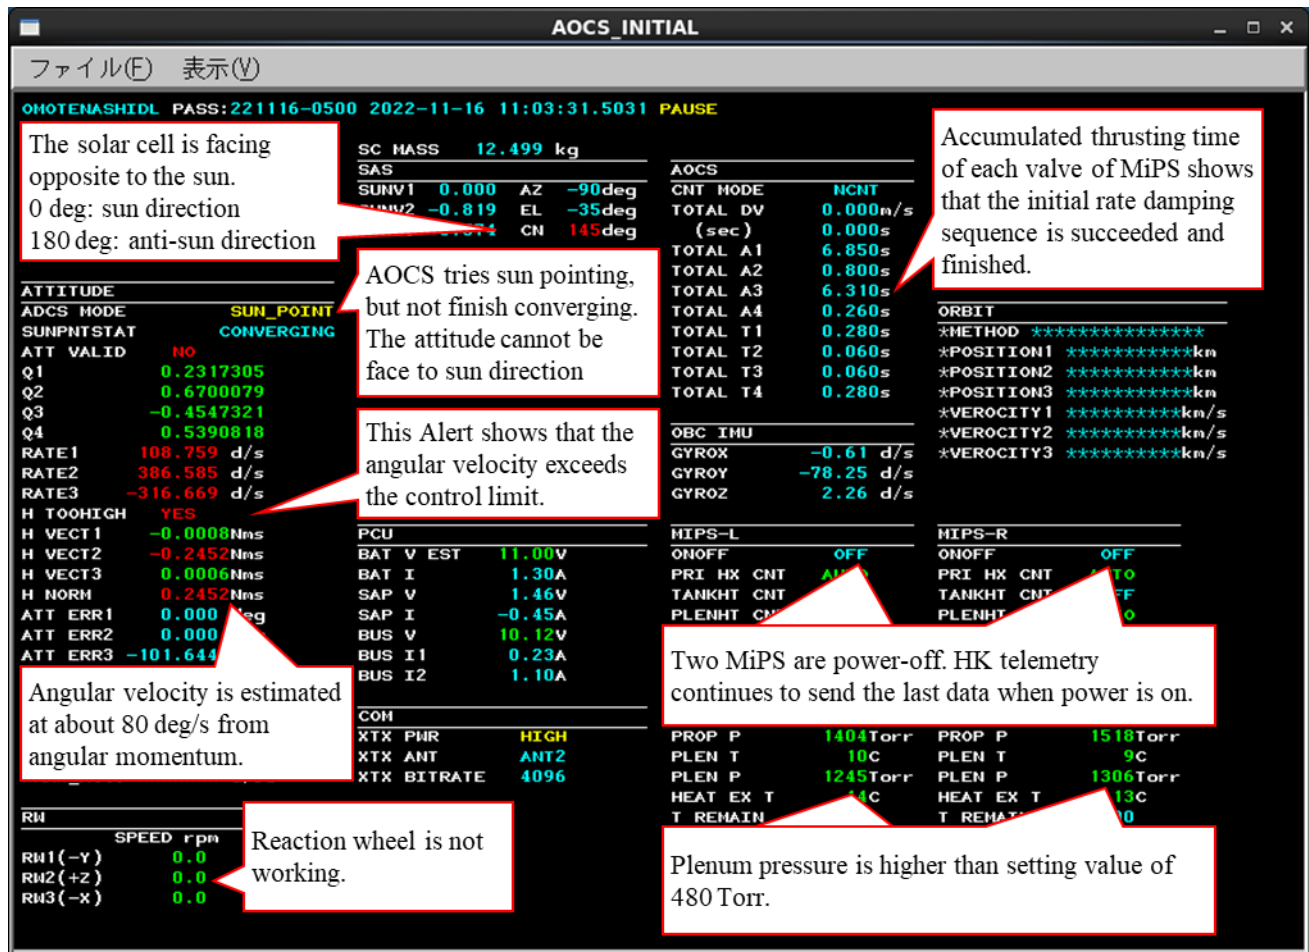 AOCS_INITIAL
ファイル(F) 表示(V)
OMOTENASHIDL PASS:221116-0500 2022-11-16 11:03:31.5031 PAUSE
The solar cell is facing
opposite to the sun.
0 deg: sun direction
180 deg: anti-sun direction
SC MASS 12.499 kg
SAS
SUNV1 0.000 AZ -90deg
-0.819 EL -35deg
CN 145deg
AOCS
CNT MODE NCNT
TOTAL DV 0.000m/s
(sec) 0.000s
TOTAL A1 6.850s
TOTAL A2 0.800s
TOTAL A3 6.310s
TOTAL A4 0.260s
TOTAL T1 0.280s
TOTAL T2 0.060s
TOTAL T3 0.060s
TOTAL T4 0.280s
Accumulated thrusting time
of each valve of MiPS shows
that the initial rate damping
sequence is succeeded and
finished.
AOCS tries sun pointing,
but not finish converging.
The attitude cannot be
face to sun direction
ATTITUDE
ADCS MODE SUN_POINT
SUNPNTSTAT CONVERGING
ATT VALID NO
Q1 0.2317305
Q2 0.6700079
Q3 -0.4547321
Q4 0.5390818
RATE1 108.759 d/s
RATE2 386.585 d/s
RATE3 -316.669 d/s
H TOOHIGH YES
H VECT1 -0.0008Nms
H VECT2 -0.2452Nms
H VECT3 0.0006Nms
H NORM 0.2452Nms
ATT ERR1 0.000
ATT ERR2 0.000
ATT ERR3 -101.644
This Alert shows that the
angular velocity exceeds
the control limit.
ORBIT
*METHOD ***************
*POSITION1 ***********km
*POSITION2 ***********km
*POSITION3 ***********km
*VEROCITY1 **********km/s
*VEROCITY2 **********km/s
*VEROCITY3 **********km/s
OBC IMU
GYROX -0.61 d/s
GYROY -78.25 d/s
GYROZ 2.26 d/s
PCU
BAT V EST 11.00V
BAT I 1.30A
SAP V 1.46V
SAP I -0.45A
BUS V 10.12V
BUS I1 0.23A
BUS I2 1.10A
MIPS-L
ONOFF OFF
PRI HX CNT
TANKHT CNT
PLENHT
MIPS-R
ONOFF OFF
PRI HX CNT
TANKHT CNT
PLENHT
Two MiPS are power-off. HK telemetry
continues to send the last data when power is on.
Angular velocity is estimated
at about 80 deg/s from
angular momentum.
COM
XTX PWR HIGH
XTX ANT ANT2
XTX BITRATE 4096
PROP P 1404Torr
PLEN T 10C
PLEN P 1245Torr
HEAT EX T C
T REMAIN
PROP P 1518Torr
PLEN T 9C
PLEN P 1306Torr
HEAT EX T 13C
Plenum pressure is higher than setting value of
480 Torr.
RW
SPEED rpm
RW1(-Y) 0.0
RW2(+Z) 0.0
RW3(-X) 0.0
Reaction wheel is not
working.